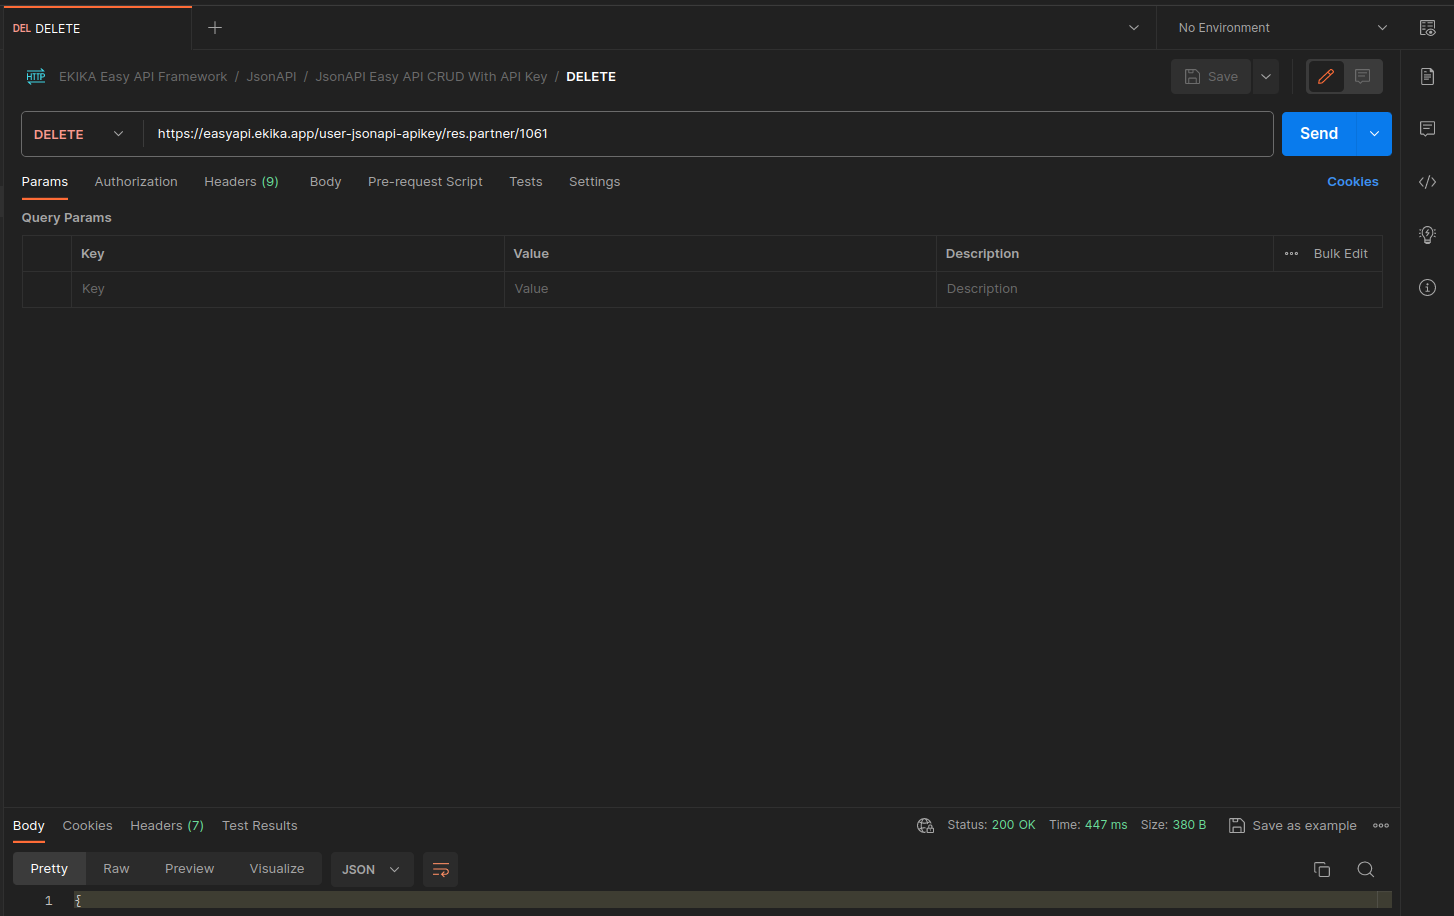 DEL DELETE
No Environment
HTTP EKIKA Easy API Framework / JsonAPI / JsonAPI Easy API CRUD With API Key / DELETE
Save
DELETE https://easyapi.ekika.app/user-jsonapi-apikey/res.partner/1061 Send
Params Authorization Headers (9) Body Pre-request Script Tests Settings Cookies
Query Params
Key Value Description Bulk Edit
Key Value Description
Body Cookies Headers (7) Test Results Status: 200 OK Time: 447 ms Size: 380 B Save as example
Pretty Raw Preview Visualize JSON
1 {